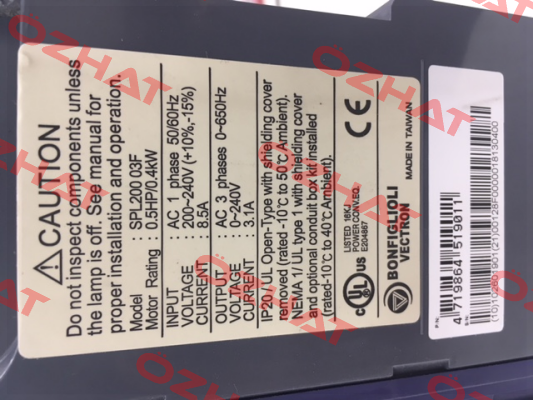 ⚠CAUTION
Do not inspect components unless
the lamp is off. See manual for
proper installation and operation.
Model : SPL200 03F
Motor Rating : 0.5HP/0.4kW
INPUT : AC 1 phase 50/60Hz
VOLTAGE : 200~240V (+10%,-15%)
CURRENT : 8.5A
OUTPUT : AC 3 phases 0~650Hz
VOLTAGE : 0~240V
CURRENT : 3.1A
IP20/ UL Open-Type with shielding cover
removed (rated -10°C to 50°C Ambient).
NEMA 1/ UL type 1 with shielding cover
and optional conduit box kit installed
(rated-10°C to 40°C Ambient).
C UL US
LISTED 16KJ
POWER CONV.EQ.
E204867
CE
BONFIGLIOLI
VECTRON
MADE IN TAIWAN
P/N:
4 719864 519011
S/N:
OZHAT
OZHAT
OZHAT
OZHAT
OZHAT